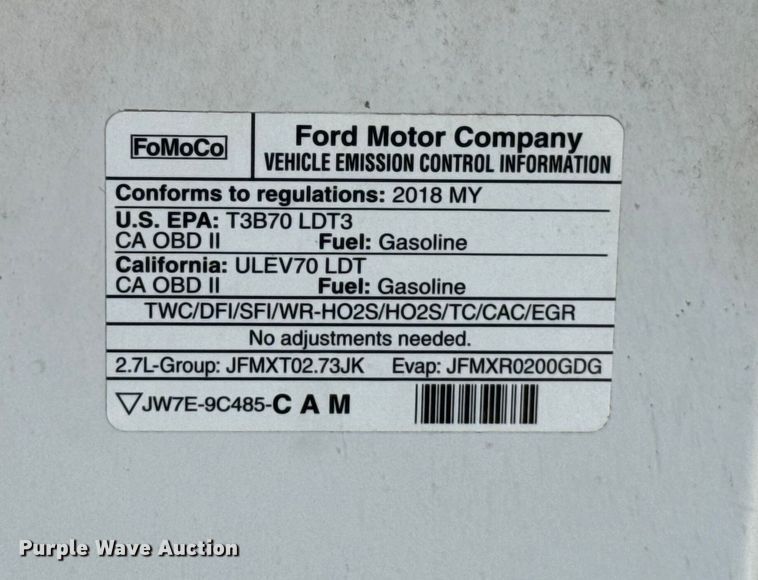 FoMoCo
Ford Motor Company
VEHICLE EMISSION CONTROL INFORMATION
Conforms to regulations: 2018 MY
U.S. EPA: T3B70 LDT3
CA OBD II Fuel: Gasoline
California: ULEV70 LDT
CA OBD II Fuel: Gasoline
TWC/DFI/SFI/WR-HO2S/HO2S/TC/CAC/EGR
No adjustments needed.
2.7L-Group: JFMXT02.73JK Evap: JFMXR0200GDG
▽JW7E-9C485-C A M
Purple Wave Auction